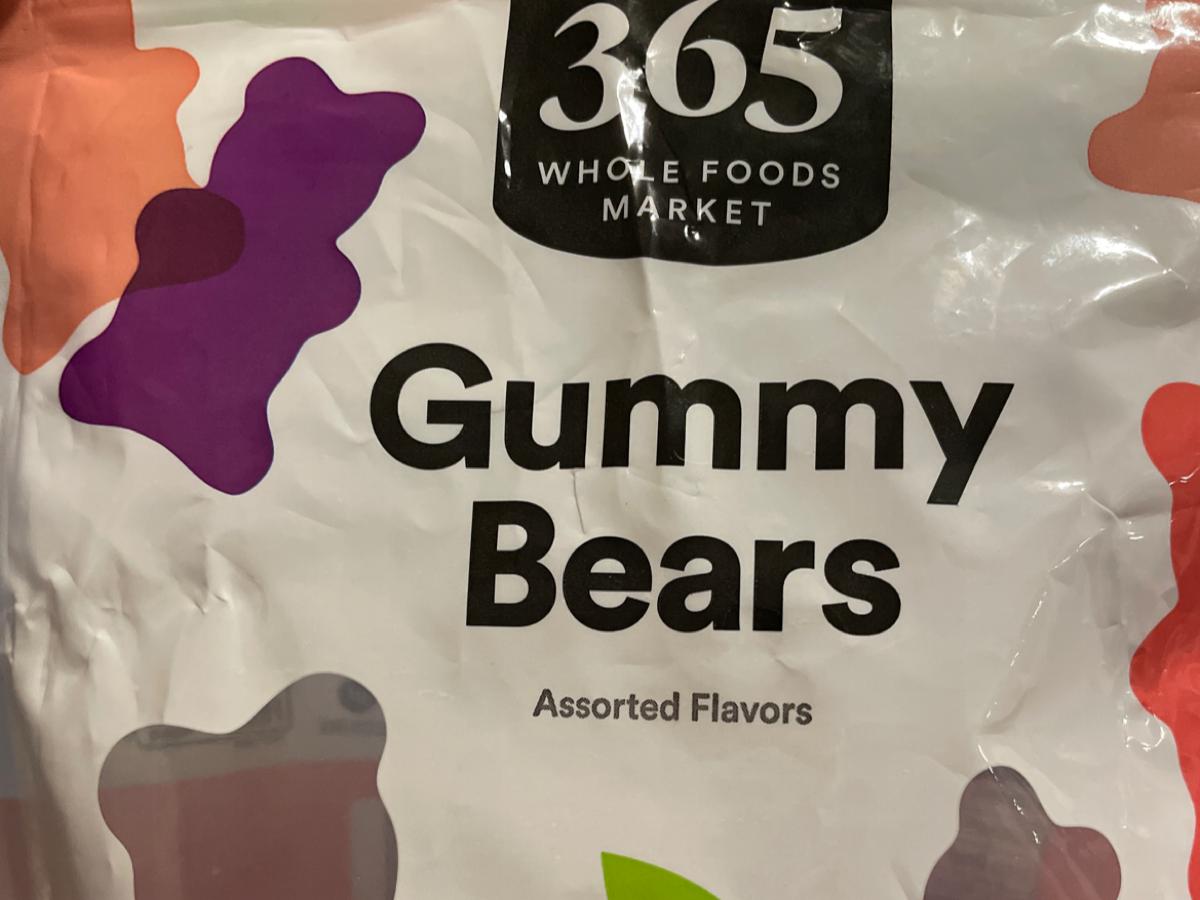 365
WHOLE FOODS
MARKET
Gummy
Bears
Assorted Flavors